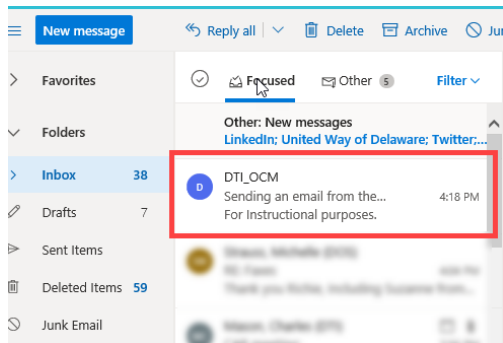 New message
Reply all
Delete
Archive
Favorites
Focused
Other 5
Filter
Folders
Other: New messages
LinkedIn; United Way of Delaware; Twitter;...
Inbox 38
D
DTI_OCM
Sending an email from the... 4:18 PM
For Instructional purposes.
Drafts 7
Sent Items
Deleted Items 59
Junk Email